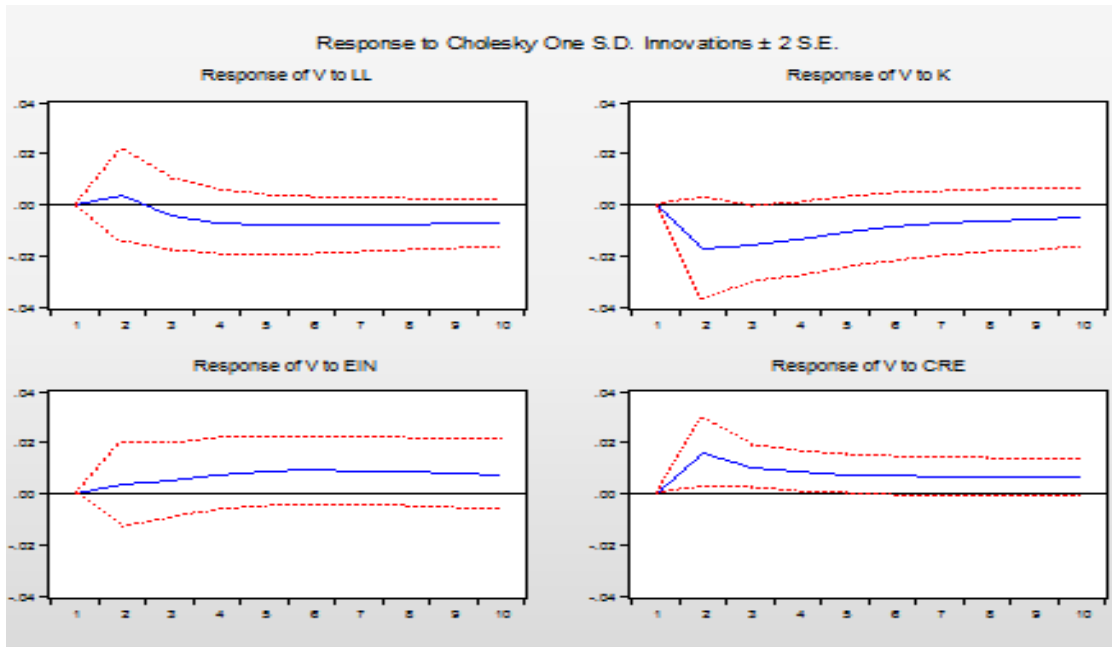 Response to Cholesky One S.D. Innovations ± 2 S.E.
Response of V to LL
Response of V to K
.04
.02
.00
-.02
-.04
1 2 3 4 5 6 7 8 9 10
.04
.02
.00
-.02
-.04
1 2 3 4 5 6 7 8 9 10
Response of V to EIN
Response of V to CRE
.04
.02
.00
-.02
-.04
1 2 3 4 5 6 7 8 9 10
.04
.02
.00
-.02
-.04
1 2 3 4 5 6 7 8 9 10